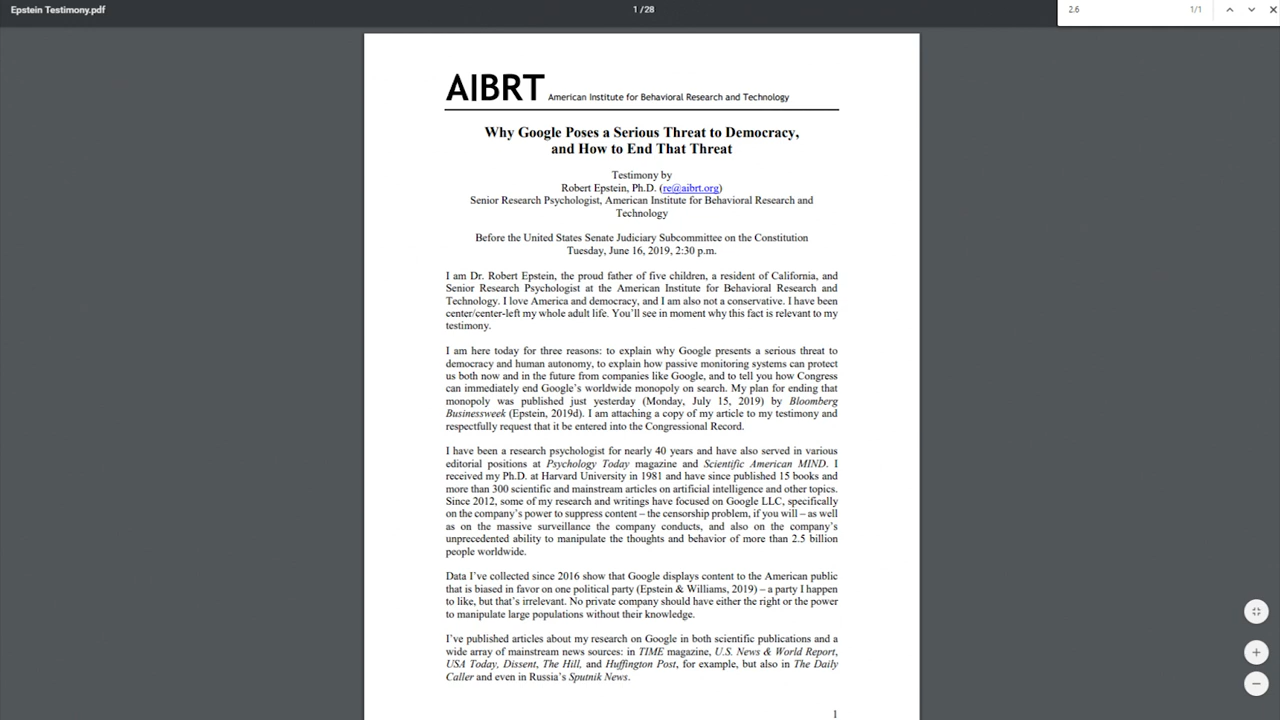 Epstein Testimony.pdf
1 / 28
2.6
1/1
AIBRT American Institute for Behavioral Research and Technology
Why Google Poses a Serious Threat to Democracy,
and How to End That Threat
Testimony by
Robert Epstein, Ph.D. (re@aibrt.org)
Senior Research Psychologist, American Institute for Behavioral Research and
Technology
Before the United States Senate Judiciary Subcommittee on the Constitution
Tuesday, June 16, 2019, 2:30 p.m.
I am Dr. Robert Epstein, the proud father of five children, a resident of California, and
Senior Research Psychologist at the American Institute for Behavioral Research and
Technology. I love America and democracy, and I am also not a conservative. I have been
center/center-left my whole adult life. You'll see in moment why this fact is relevant to my
testimony.
I am here today for three reasons: to explain why Google presents a serious threat to
democracy and human autonomy, to explain how passive monitoring systems can protect
us both now and in the future from companies like Google, and to tell you how Congress
can immediately end Google's worldwide monopoly on search. My plan for ending that
monopoly was published just yesterday (Monday, July 15, 2019) by Bloomberg
Businessweek (Epstein, 2019d). I am attaching a copy of my article to my testimony and
respectfully request that it be entered into the Congressional Record.
I have been a research psychologist for nearly 40 years and have also served in various
editorial positions at Psychology Today magazine and Scientific American MIND. I
received my Ph.D. at Harvard University in 1981 and have since published 15 books and
more than 300 scientific and mainstream articles on artificial intelligence and other topics.
Since 2012, some of my research and writings have focused on Google LLC, specifically
on the company's power to suppress content – the censorship problem, if you will – as well
as on the massive surveillance the company conducts, and also on the company's
unprecedented ability to manipulate the thoughts and behavior of more than 2.5 billion
people worldwide.
Data I've collected since 2016 show that Google displays content to the American public
that is biased in favor on one political party (Epstein & Williams, 2019) – a party I happen
to like, but that's irrelevant. No private company should have either the right or the power
to manipulate large populations without their knowledge.
I've published articles about my research on Google in both scientific publications and a
wide array of mainstream news sources: in TIME magazine, U.S. News & World Report,
USA Today, Dissent, The Hill, and Huffington Post, for example, but also in The Daily
Caller and even in Russia's Sputnik News.
1